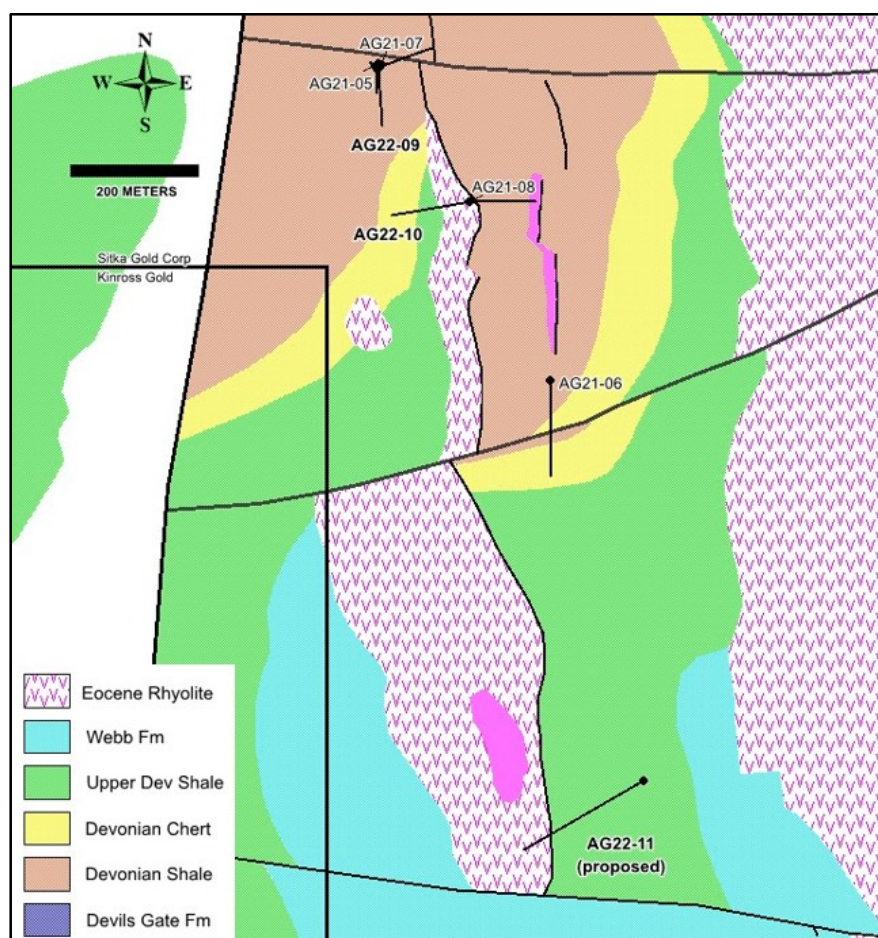 N
W E
S
200 METERS
AG21-07
AG21-05
AG22-09
AG21-08
AG22-10
Sitka Gold Corp
Kinross Gold
AG21-06
AG22-11
(proposed)
Eocene Rhyolite
Webb Fm
Upper Dev Shale
Devonian Chert
Devonian Shale
Devils Gate Fm